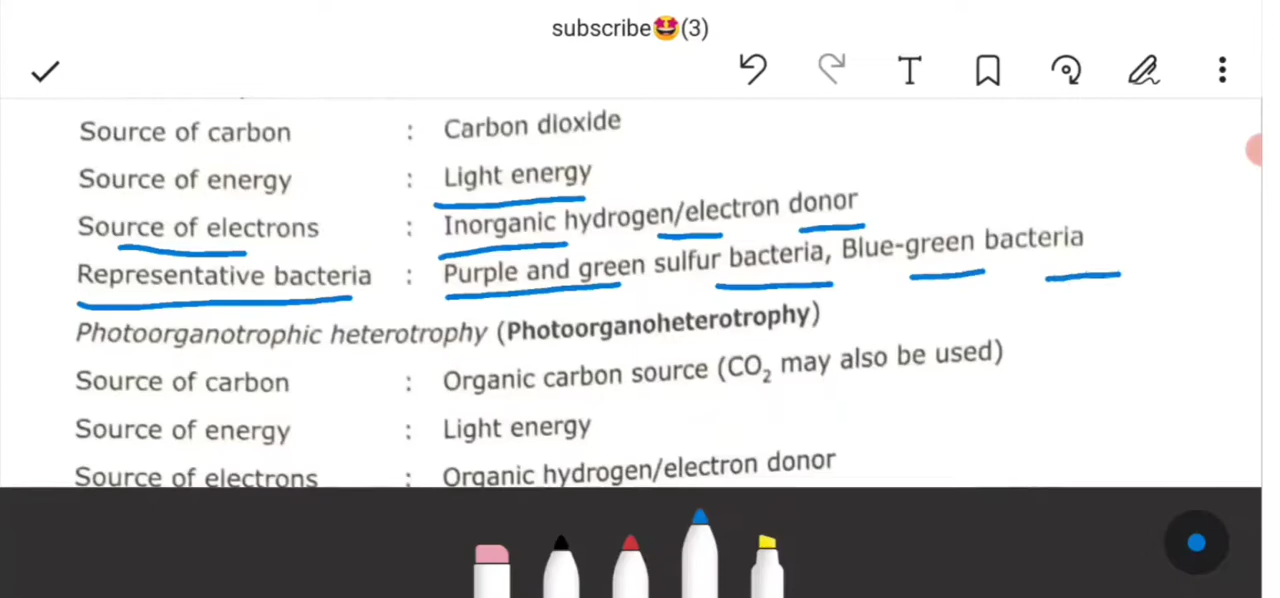 subscribe🤩(3)
Source of carbon : Carbon dioxide
Source of energy : Light energy
Source of electrons : Inorganic hydrogen/electron donor
Representative bacteria : Purple and green sulfur bacteria, Blue-green bacteria
Photoorganotrophic heterotrophy (Photoorganoheterotrophy)
Source of carbon : Organic carbon source (CO₂ may also be used)
Source of energy : Light energy
Source of electrons : Organic hydrogen/electron donor